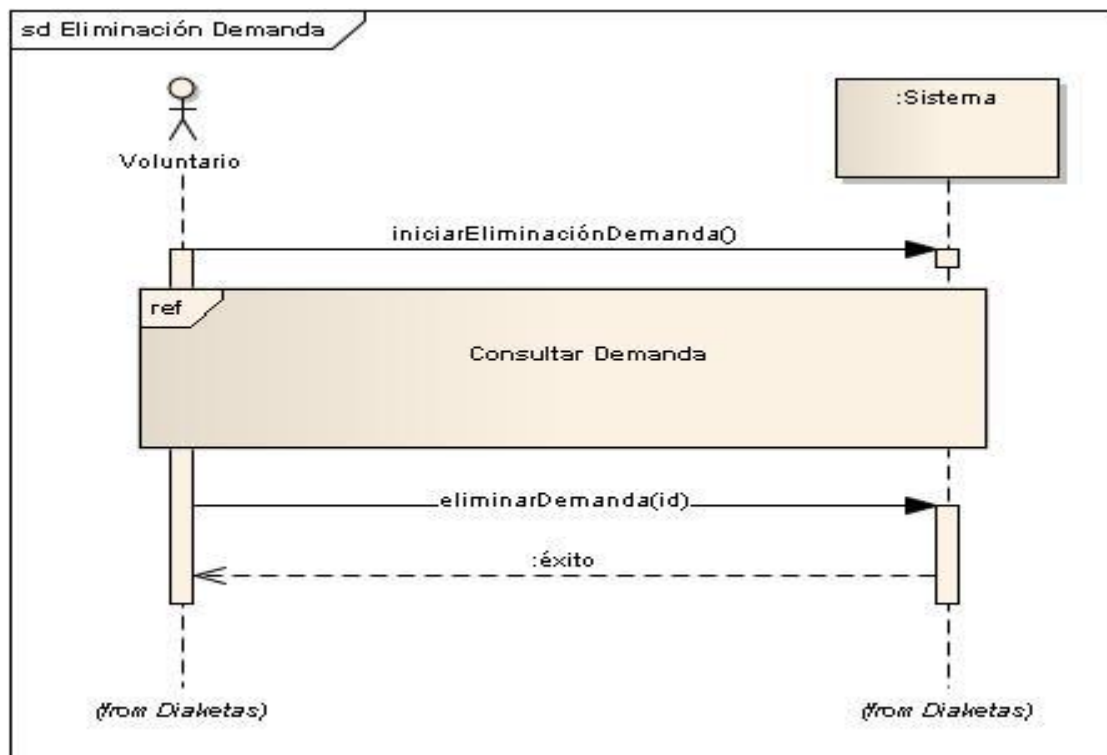 sd Eliminación Demanda
:Sistema
Voluntario
iniciarEliminaciónDemanda()
ref
Consultar Demanda
eliminarDemanda(id)
:éxito
(from Diaketas)
(from Diaketas)